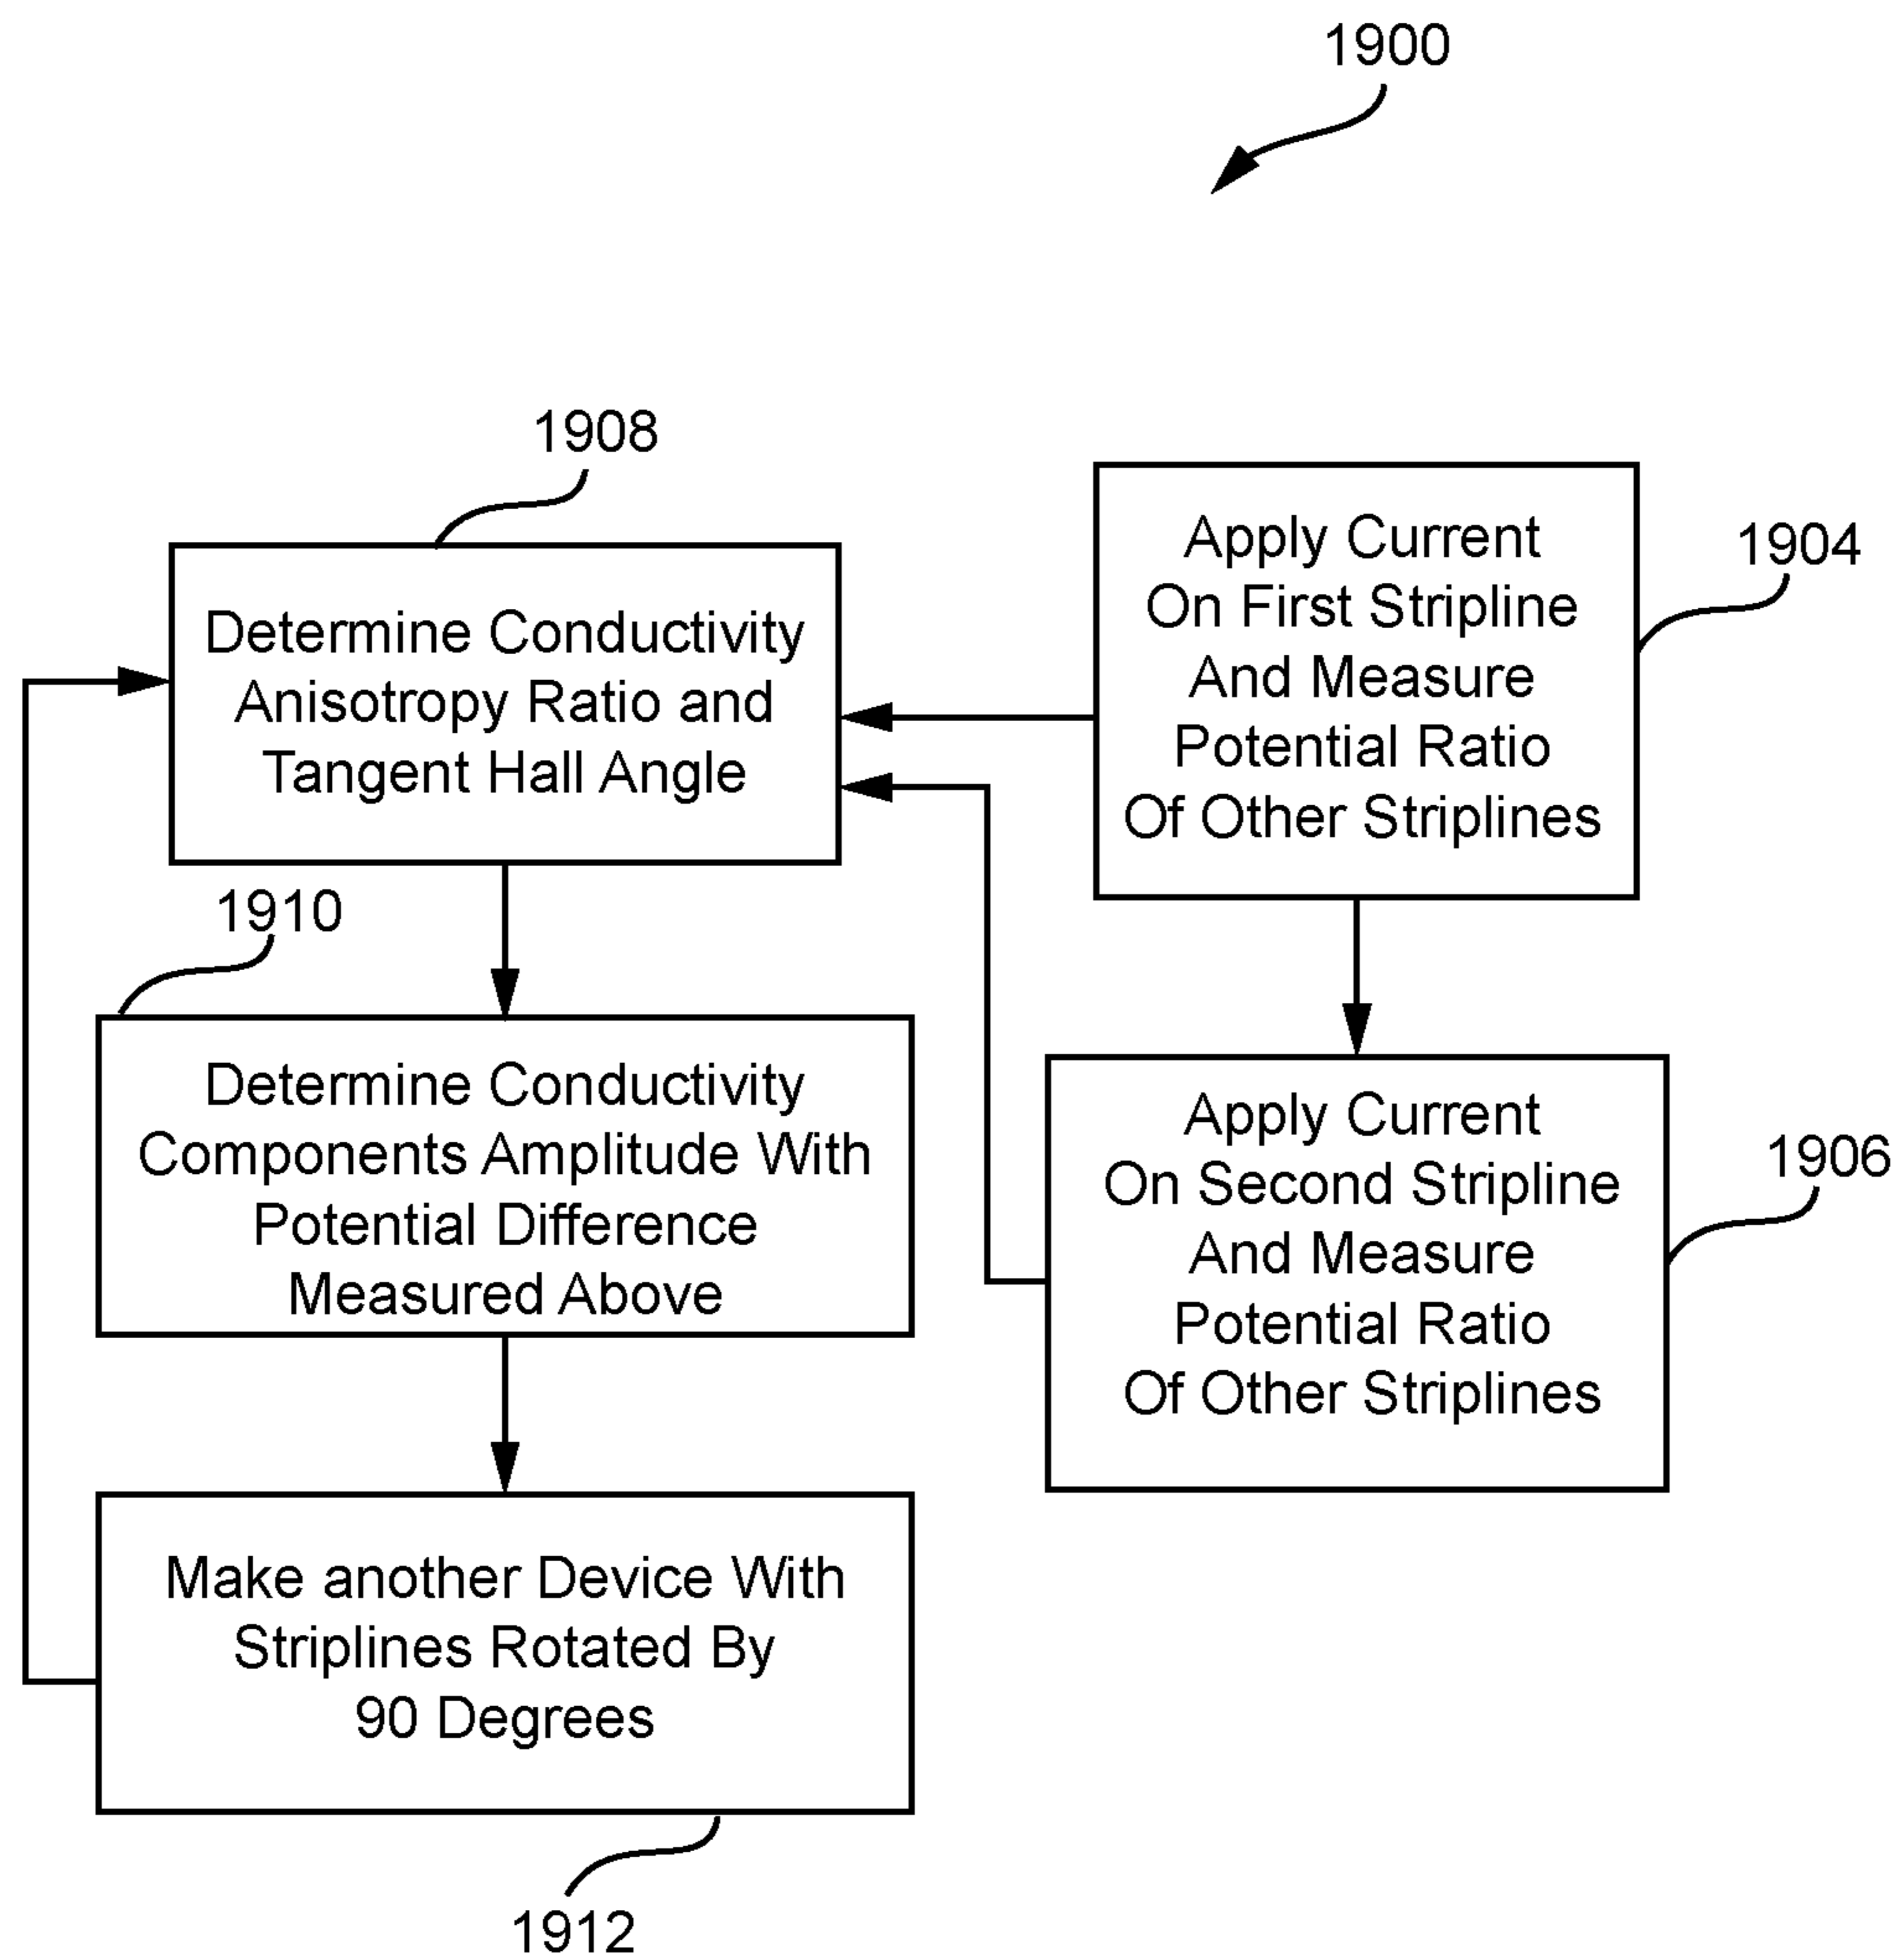 1900
1908
Determine Conductivity
Anisotropy Ratio and
Tangent Hall Angle
Apply Current
On First Stripline
And Measure
Potential Ratio
Of Other Striplines
1904
1910
Determine Conductivity
Components Amplitude With
Potential Difference
Measured Above
Apply Current
On Second Stripline
And Measure
Potential Ratio
Of Other Striplines
1906
Make another Device With
Striplines Rotated By
90 Degrees
1912